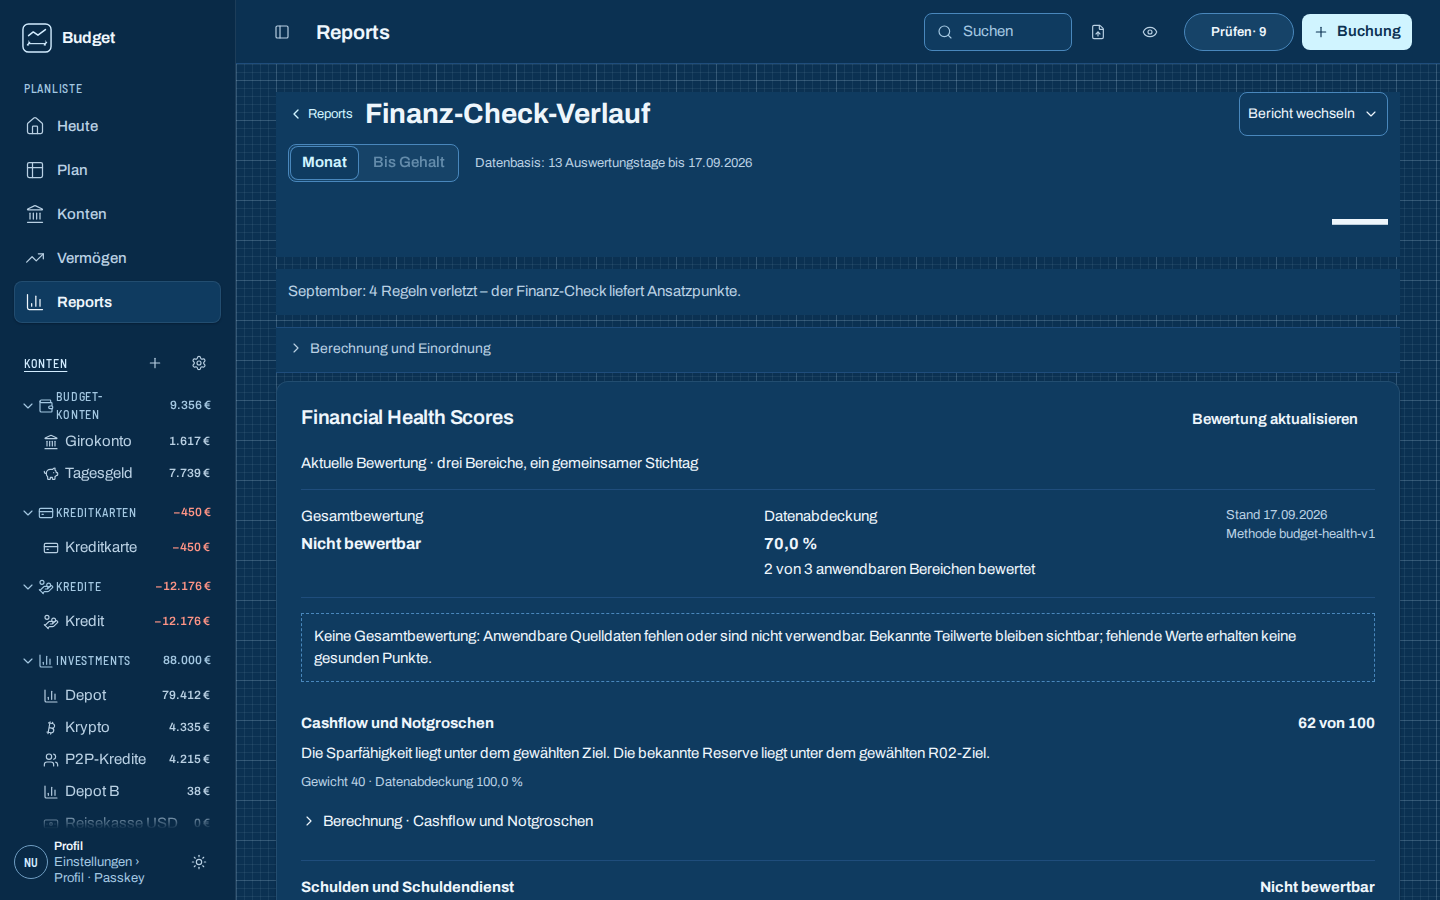 Budget
PLANLISTE
Heute
Plan
Konten
Vermögen
Reports
KONTEN
BUDGET-
KONTEN
9.356 €
Girokonto 1.617 €
Tagesgeld 7.739 €
KREDITKARTEN −450 €
Kreditkarte −450 €
KREDITE −12.176 €
Kredit −12.176 €
INVESTMENTS 88.000 €
Depot 79.412 €
Krypto 4.335 €
P2P-Kredite 4.215 €
Depot B 38 €
Reisekasse USD 0 €
NU
Profil
Einstellungen ›
Profil · Passkey
Reports
Suchen
Prüfen · 9
Buchung
Reports
Finanz-Check-Verlauf
Bericht wechseln
Monat Bis Gehalt
Datenbasis: 13 Auswertungstage bis 17.09.2026
—
September: 4 Regeln verletzt – der Finanz-Check liefert Ansatzpunkte.
Berechnung und Einordnung
Financial Health Scores
Bewertung aktualisieren
Aktuelle Bewertung · drei Bereiche, ein gemeinsamer Stichtag
Gesamtbewertung
Nicht bewertbar
Datenabdeckung
70,0 %
2 von 3 anwendbaren Bereichen bewertet
Stand 17.09.2026
Methode budget-health-v1
Keine Gesamtbewertung: Anwendbare Quelldaten fehlen oder sind nicht verwendbar. Bekannte Teilwerte bleiben sichtbar; fehlende Werte erhalten keine
gesunden Punkte.
Cashflow und Notgroschen 62 von 100
Die Sparfähigkeit liegt unter dem gewählten Ziel. Die bekannte Reserve liegt unter dem gewählten R02-Ziel.
Gewicht 40 · Datenabdeckung 100,0 %
Berechnung · Cashflow und Notgroschen
Schulden und Schuldendienst Nicht bewertbar